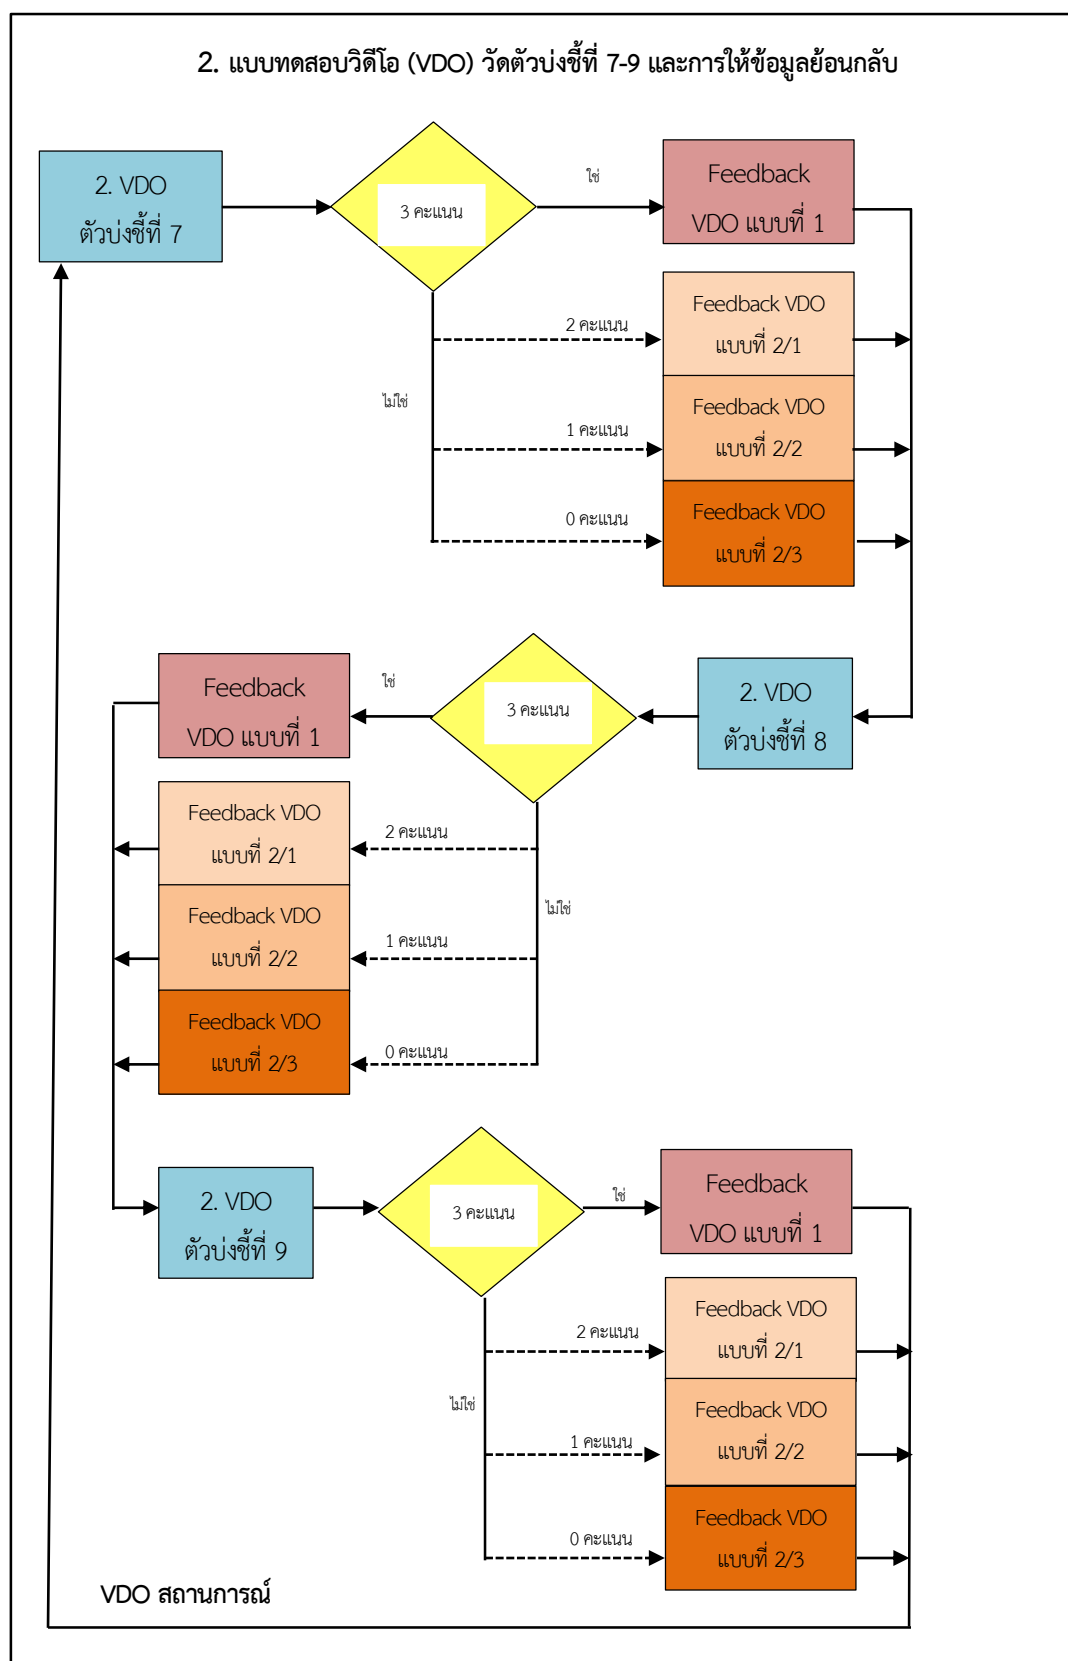 2. แบบทดสอบวิดีโอ (VDO) วัดตัวบ่งชี้ที่ 7-9 และการให้ข้อมูลย้อนกลับ
2. VDO
ตัวบ่งชี้ที่ 7
3 คะแนน
ใช่
Feedback
VDO แบบที่ 1
2 คะแนน
Feedback VDO
แบบที่ 2/1
ไม่ใช่
1 คะแนน
Feedback VDO
แบบที่ 2/2
0 คะแนน
Feedback VDO
แบบที่ 2/3
Feedback
VDO แบบที่ 1
ใช่
3 คะแนน
2. VDO
ตัวบ่งชี้ที่ 8
Feedback VDO
แบบที่ 2/1
2 คะแนน
ไม่ใช่
Feedback VDO
แบบที่ 2/2
1 คะแนน
Feedback VDO
แบบที่ 2/3
0 คะแนน
2. VDO
ตัวบ่งชี้ที่ 9
3 คะแนน
ใช่
Feedback
VDO แบบที่ 1
2 คะแนน
Feedback VDO
แบบที่ 2/1
ไม่ใช่
1 คะแนน
Feedback VDO
แบบที่ 2/2
0 คะแนน
Feedback VDO
แบบที่ 2/3
VDO สถานการณ์